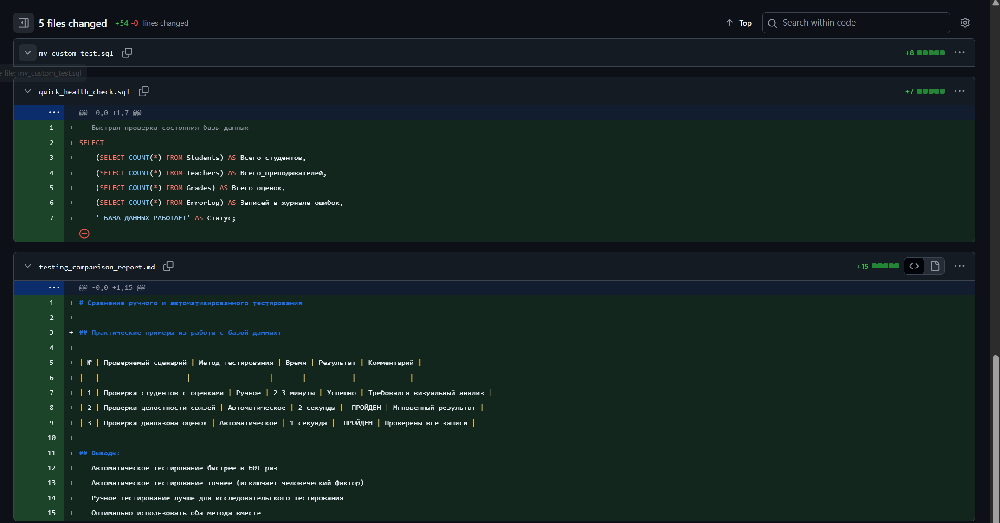 5 files changed +54 -0 lines changed Top Search within code
my_custom_test.sql +8
e file: my_custom_test.sql
quick_health_check.sql +7
@@ -0,0 +1,7 @@
1 + -- Быстрая проверка состояния базы данных
2 + SELECT
3 + (SELECT COUNT(*) FROM Students) AS Всего_студентов,
4 + (SELECT COUNT(*) FROM Teachers) AS Всего_преподавателей,
5 + (SELECT COUNT(*) FROM Grades) AS Всего_оценок,
6 + (SELECT COUNT(*) FROM ErrorLog) AS Записей_в_журнале_ошибок,
7 + ' БАЗА ДАННЫХ РАБОТАЕТ' AS Статус;
testing_comparison_report.md +15
@@ -0,0 +1,15 @@
1 + # Сравнение ручного и автоматизированного тестирования
2 +
3 + ## Практические примеры из работы с базой данных:
4 +
5 + | № | Проверяемый сценарий | Метод тестирования | Время | Результат | Комментарий |
6 + |---|---------------------|-------------------|-------|-----------|-------------|
7 + | 1 | Проверка студентов с оценками | Ручное | 2-3 минуты | Успешно | Требовался визуальный анализ |
8 + | 2 | Проверка целостности связей | Автоматическое | 2 секунды |  ПРОЙДЕН | Мгновенный результат |
9 + | 3 | Проверка диапазона оценок | Автоматическое | 1 секунда |  ПРОЙДЕН | Проверены все записи |
10 +
11 + ## Выводы:
12 + -  Автоматическое тестирование быстрее в 60+ раз
13 + -  Автоматическое тестирование точнее (исключает человеческий фактор)
14 + -  Ручное тестирование лучше для исследовательского тестирования
15 + -  Оптимально использовать оба метода вместе